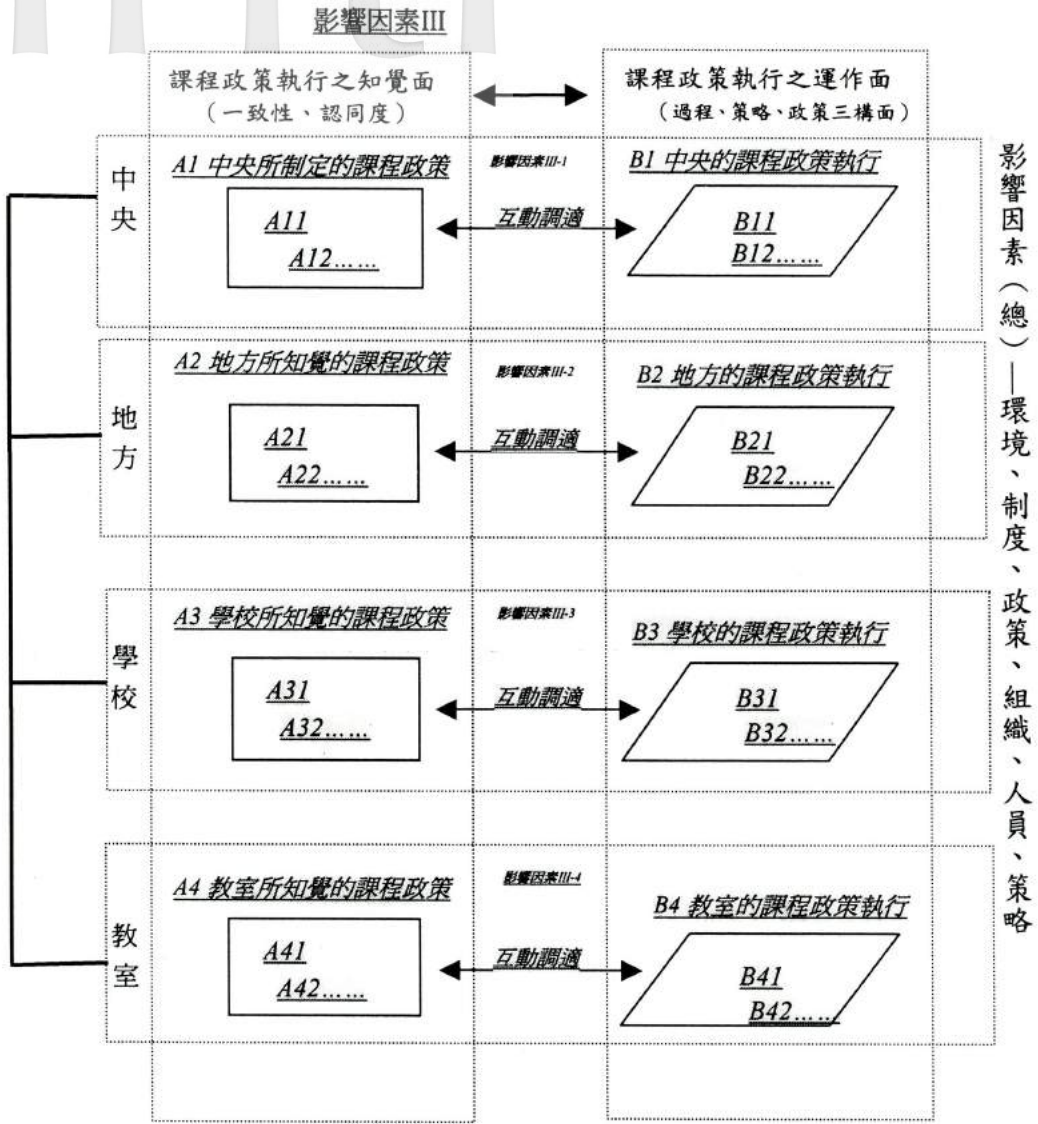 影響因素III
課程政策執行之知覺面
（一致性、認同度）
課程政策執行之運作面
（過程、策略、政策三構面）
中央
A1 中央所制定的課程政策
影響因素III-1
B1 中央的課程政策執行
A11
A12……
互動調適
B11
B12……
地方
A2 地方所知覺的課程政策
影響因素III-2
B2 地方的課程政策執行
A21
A22……
互動調適
B21
B22……
學校
A3 學校所知覺的課程政策
影響因素III-3
B3 學校的課程政策執行
A31
A32……
互動調適
B31
B32……
教室
A4 教室所知覺的課程政策
影響因素III-4
B4 教室的課程政策執行
A41
A42……
互動調適
B41
B42……
影響因素（總）—環境、制度、政策、組織、人員、策略